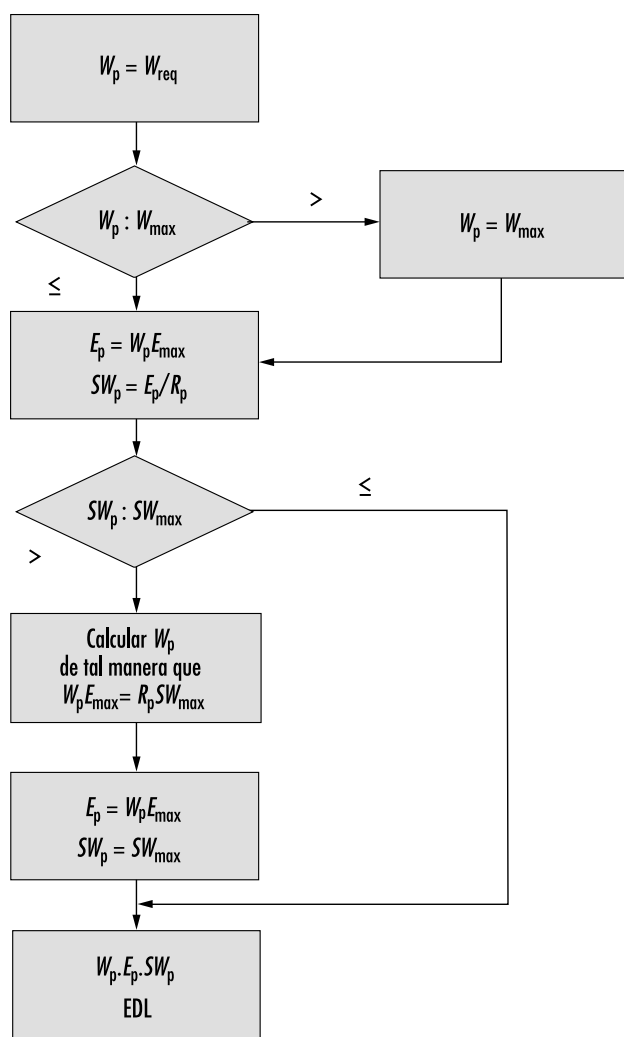 Wp = Wreq
Wp : Wmax
>
Wp = Wmax
≤
Ep = WpEmax
SWp = Ep/Rp
SWp : SWmax
≤
>
Calcular Wp
de tal manera que
WpEmax= RpSWmax
Ep = WpEmax
SWp = SWmax
Wp.Ep.SWp
EDL